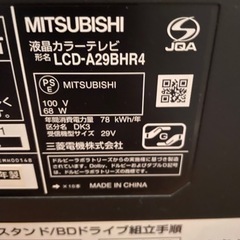 MITSUBISHI
液晶カラーテレビ
形名 LCD-A29BHR4
JQA
MITSUBISHI
PS
E
100 V
68 W
年間消費電力量 78 kWh/年
区分名 DK3
受信機型サイズ 29V
三菱電機株式会社
MADE IN CHINA
スタンド/BDドライブ組立手順